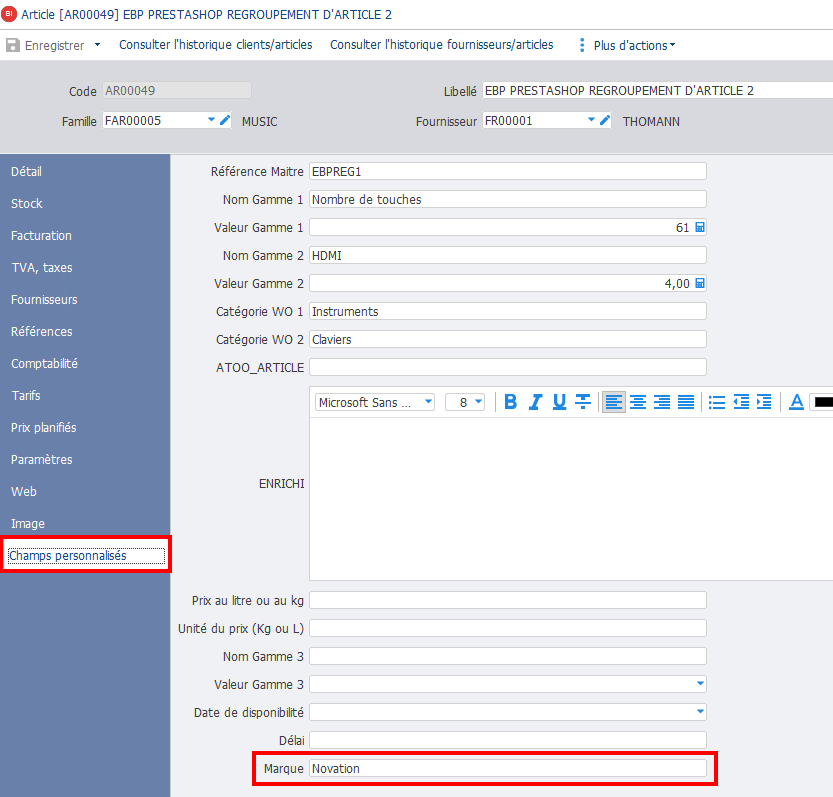 BI Article [AR00049] EBP PRESTASHOP REGROUPEMENT D'ARTICLE 2
Enregistrer Consulter l'historique clients/articles Consulter l'historique fournisseurs/articles Plus d'actions
Code AR00049 Libellé EBP PRESTASHOP REGROUPEMENT D'ARTICLE 2
Famille FAR00005 MUSIC Fournisseur FR00001 THOMANN
Détail
Stock
Facturation
TVA, taxes
Fournisseurs
Références
Comptabilité
Tarifs
Prix planifiés
Paramètres
Web
Image
Champs personnalisés
Référence Maitre EBPREG1
Nom Gamme 1 Nombre de touches
Valeur Gamme 1 61
Nom Gamme 2 HDMI
Valeur Gamme 2 4,00
Catégorie WO 1 Instruments
Catégorie WO 2 Claviers
ATOO_ARTICLE
Microsoft Sans ... 8 B I U T A
ENRICHI
Prix au litre ou au kg
Unité du prix (Kg ou L)
Nom Gamme 3
Valeur Gamme 3
Date de disponibilité
Délai
Marque Novation